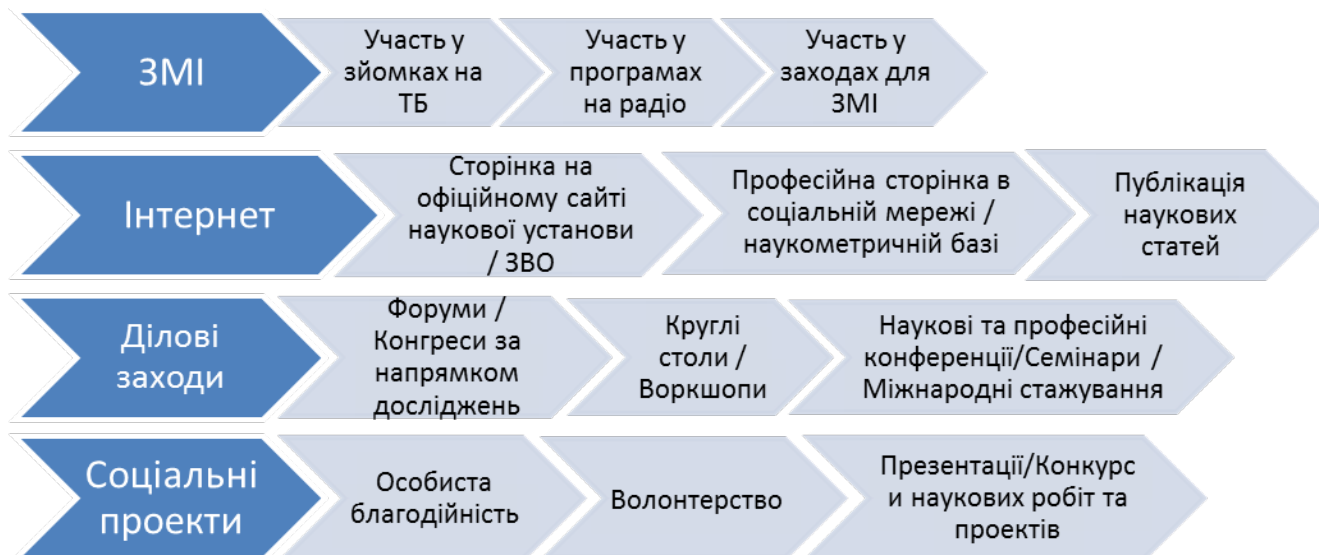 ЗМІ
Участь у
зйомках на
ТБ
Участь у
програмах
на радіо
Участь у
заходах для
ЗМІ
Інтернет
Сторінка на
офіційному сайті
наукової установи
/ ЗВО
Професійна сторінка в
соціальній мережі /
наукометричній базі
Публікація
наукових
статей
Ділові
заходи
Форуми /
Конгреси за
напрямком
досліджень
Круглі
столи /
Воркшопи
Наукові та професійні
конференції/Семінари /
Міжнародні стажування
Соціальні
проекти
Особиста
благодійність
Волонтерство
Презентації/Конкурс
и наукових робіт та
проектів